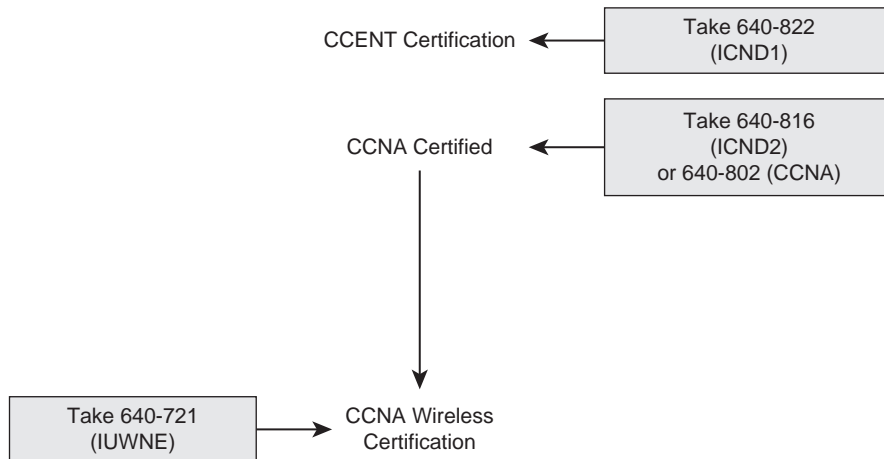 CCENT Certification
Take 640-822
(ICND1)
CCNA Certified
Take 640-816
(ICND2)
or 640-802 (CCNA)
Take 640-721
(IUWNE)
CCNA Wireless
Certification